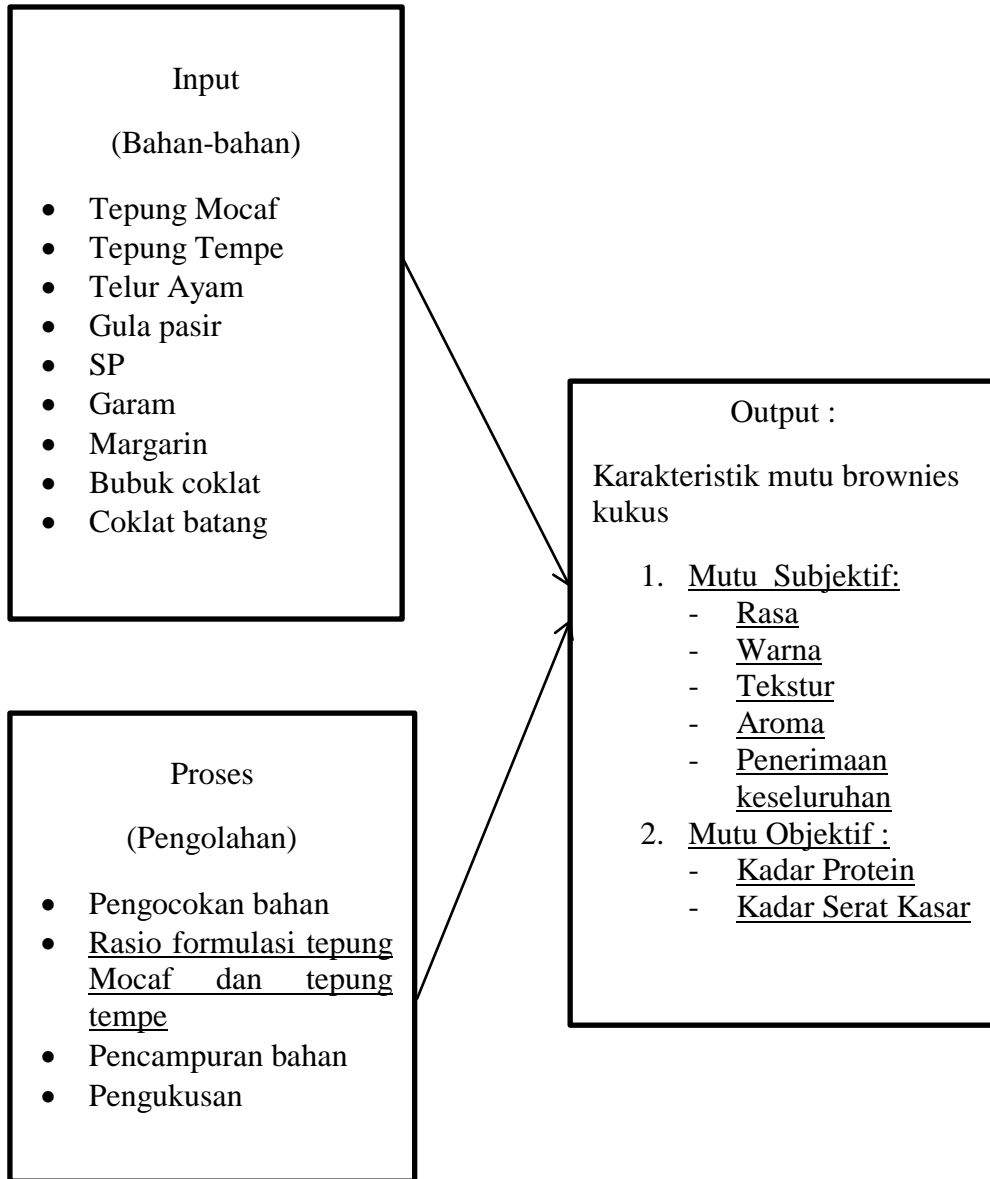 Input
(Bahan-bahan)
• Tepung Mocaf
• Tepung Tempe
• Telur Ayam
• Gula pasir
• SP
• Garam
• Margarin
• Bubuk coklat
• Coklat batang
Proses
(Pengolahan)
• Pengocokan bahan
• Rasio formulasi tepung
Mocaf dan tepung
tempe
• Pencampuran bahan
• Pengukusan
Output :
Karakteristik mutu brownies
kukus
1. Mutu Subjektif:
- Rasa
- Warna
- Tekstur
- Aroma
- Penerimaan
keseluruhan
2. Mutu Objektif :
- Kadar Protein
- Kadar Serat Kasar